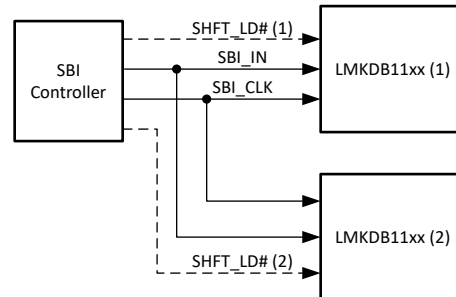 SHFT_LD# (1)
SBI
Controller
SBI_IN
SBI_CLK
LMKDB11xx (1)
LMKDB11xx (2)
SHFT_LD# (2)